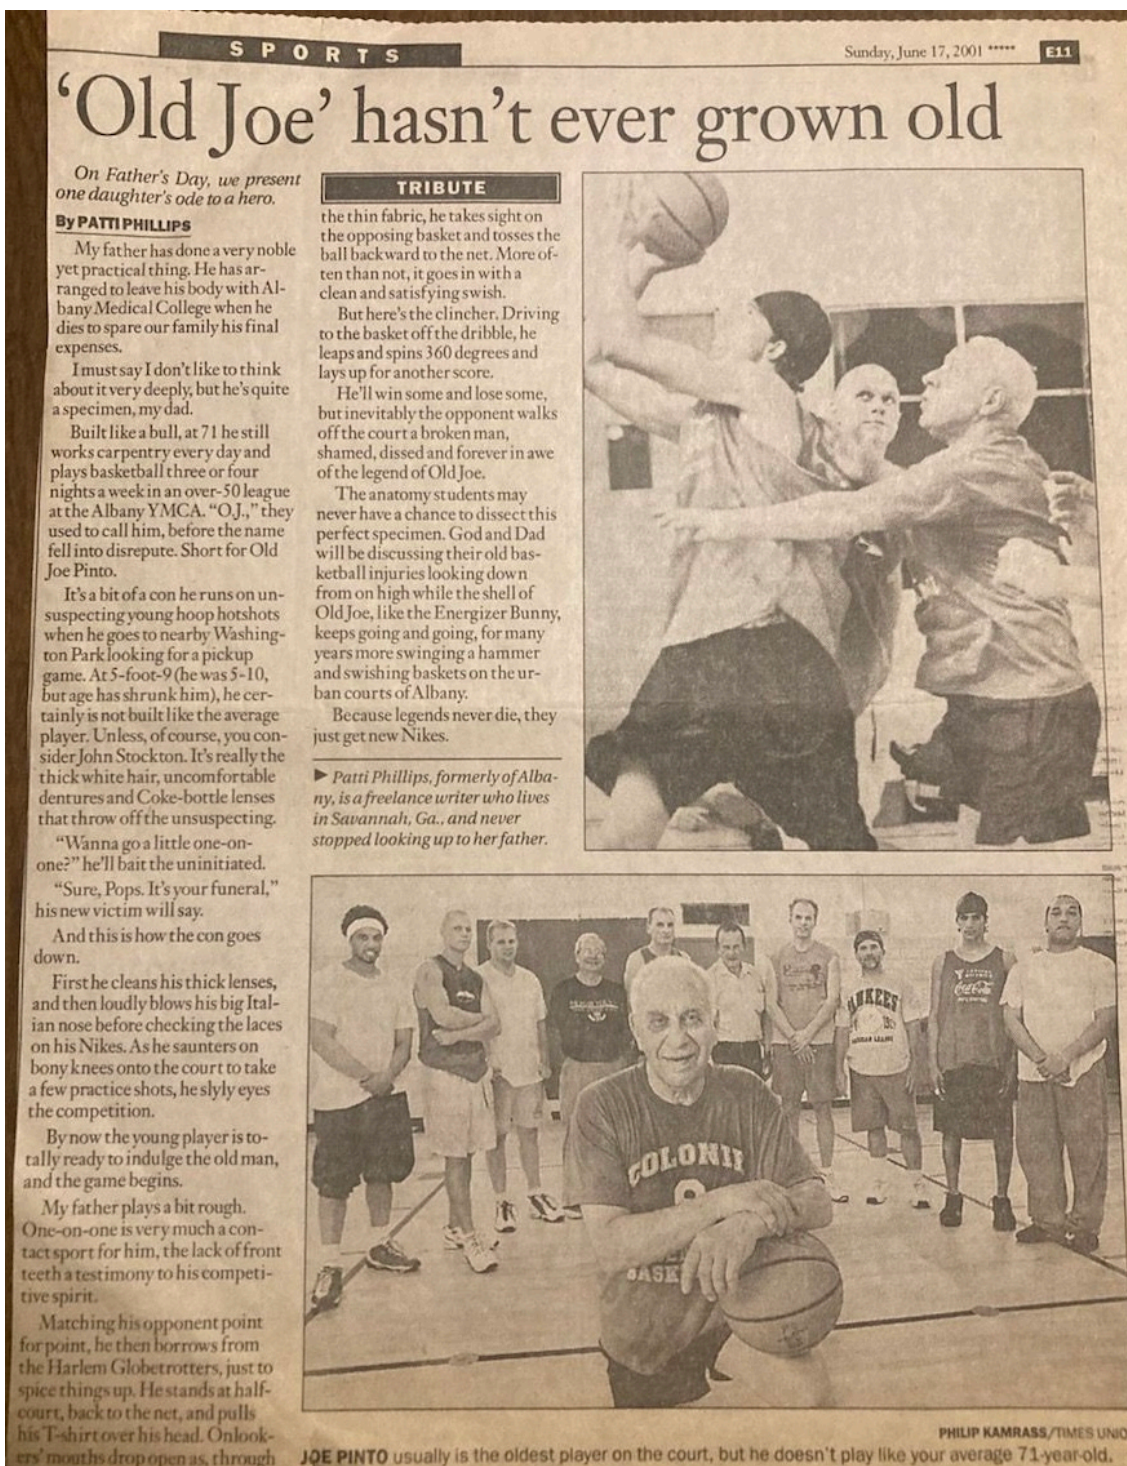 SPORTS
Sunday, June 17, 2001 *****
E11
‘Old Joe’ hasn’t ever grown old
On Father’s Day, we present
one daughter’s ode to a hero.
By PATTI PHILLIPS
My father has done a very noble
yet practical thing. He has ar-
ranged to leave his body with Al-
bany Medical College when he
dies to spare our family his final
expenses.
I must say I don’t like to think
about it very deeply, but he’s quite
a specimen, my dad.
Built like a bull, at 71 he still
works carpentry every day and
plays basketball three or four
nights a week in an over-50 league
at the Albany YMCA. “O.J.,” they
used to call him, before the name
fell into disrepute. Short for Old
Joe Pinto.
It’s a bit of a con he runs on un-
suspecting young hoop hotshots
when he goes to nearby Washing-
ton Park looking for a pickup
game. At 5-foot-9 (he was 5-10,
but age has shrunk him), he cer-
tainly is not built like the average
player. Unless, of course, you con-
sider John Stockton. It’s really the
thick white hair, uncomfortable
dentures and Coke-bottle lenses
that throw off the unsuspecting.
“Wanna go a little one-on-
one?” he’ll bait the uninitiated.
“Sure, Pops. It’s your funeral,”
his new victim will say.
And this is how the con goes
down.
First he cleans his thick lenses,
and then loudly blows his big Ital-
ian nose before checking the laces
on his Nikes. As he saunters on
bony knees onto the court to take
a few practice shots, he slyly eyes
the competition.
By now the young player is to-
tally ready to indulge the old man,
and the game begins.
My father plays a bit rough.
One-on-one is very much a con-
tact sport for him, the lack of front
teeth a testimony to his competi-
tive spirit.
Matching his opponent point
for point, he then borrows from
the Harlem Globetrotters, just to
spice things up. He stands at half-
court, back to the net, and pulls
his T-shirt over his head. Onlook-
ers’ mouths drop open as, through
TRIBUTE
the thin fabric, he takes sight on
the opposing basket and tosses the
ball backward to the net. More of-
ten than not, it goes in with a
clean and satisfying swish.
But here’s the clincher. Driving
to the basket off the dribble, he
leaps and spins 360 degrees and
lays up for another score.
He’ll win some and lose some,
but inevitably the opponent walks
off the court a broken man,
shamed, dissed and forever in awe
of the legend of Old Joe.
The anatomy students may
never have a chance to dissect this
perfect specimen. God and Dad
will be discussing their old bas-
ketball injuries looking down
from on high while the shell of
Old Joe, like the Energizer Bunny,
keeps going and going, for many
years more swinging a hammer
and swishing baskets on the ur-
ban courts of Albany.
Because legends never die, they
just get new Nikes.
► Patti Phillips, formerly of Alba-
ny, is a freelance writer who lives
in Savannah, Ga., and never
stopped looking up to her father.
YANKEES
Coca-Cola
COLONIE
BASK
PHILIP KAMRASS/TIMES UNIO
JOE PINTO usually is the oldest player on the court, but he doesn’t play like your average 71-year-old.